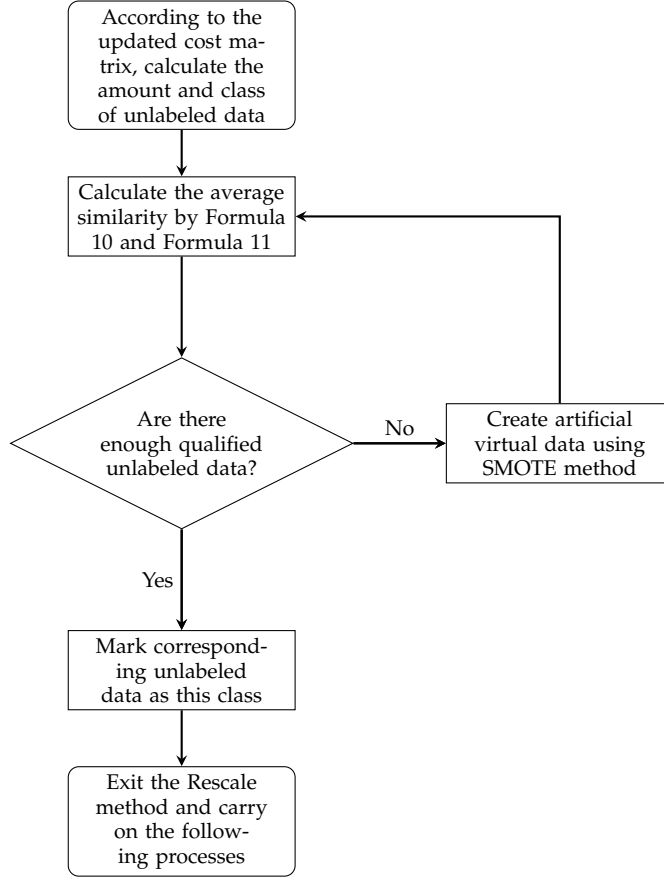 According to the
updated cost ma-
trix, calculate the
amount and class
of unlabeled data
Calculate the average
similarity by Formula
10 and Formula 11
Are there
enough qualified
unlabeled data?
No
Create artificial
virtual data using
SMOTE method
Yes
Mark correspond-
ing unlabeled
data as this class
Exit the Rescale
method and carry
on the follow-
ing processes